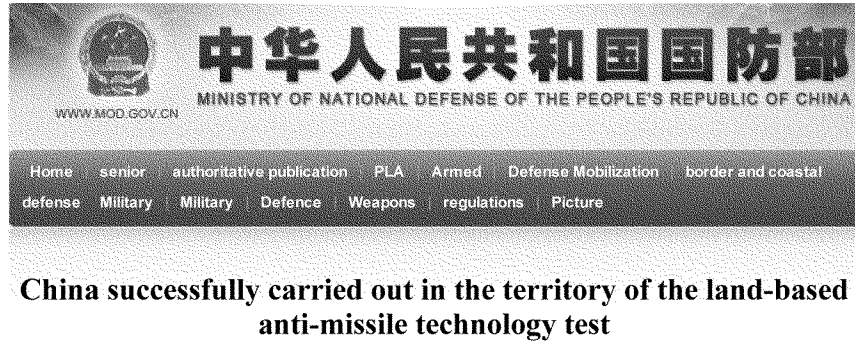 中华人民共和国国防部
MINISTRY OF NATIONAL DEFENSE OF THE PEOPLE'S REPUBLIC OF CHINA
WWW.MOD.GOV.CN
Home senior authoritative publication PLA Armed Defense Mobilization border and coastal
defense Military Military Defence Weapons regulations Picture
China successfully carried out in the territory of the land-based
anti-missile technology test